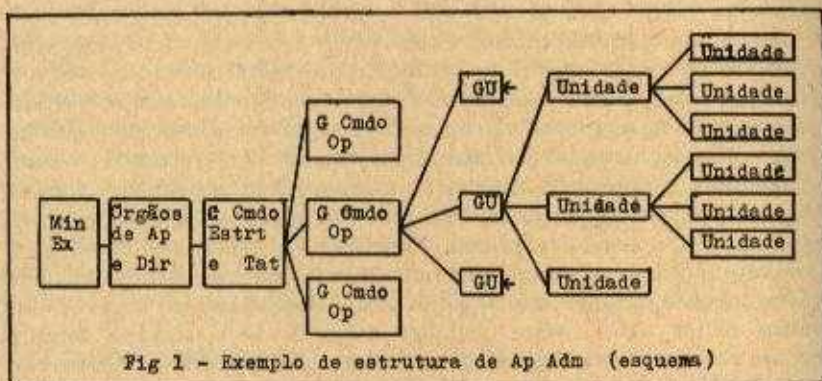 Min
Ex
Órgãos
de Ap
e Dir
G Cmdo
Estrt
e Tat
G Cmdo
Op
G Cmdo
Op
G Cmdo
Op
GU
GU
GU
Unidade
Unidade
Unidade
Unidade
Unidade
Unidade
Unidade
Unidade
Unidade
Fig 1 - Exemplo de estrutura de Ap Adm (esquema)